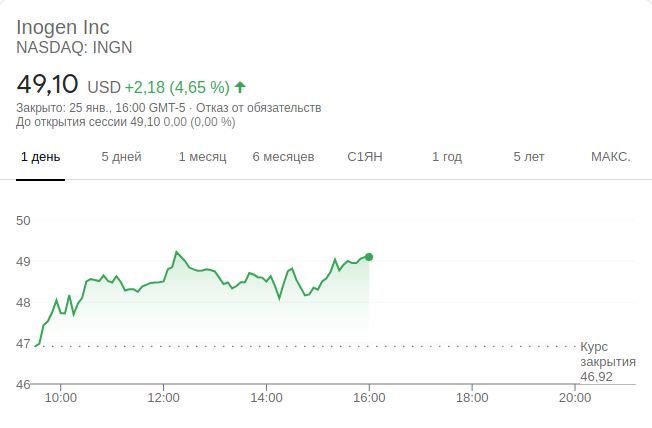 Inogen Inc
NASDAQ: INGN
49,10 USD +2,18 (4,65 %)
Закрыто: 25 янв., 16:00 GMT-5 · Отказ от обязательств
До открытия сессии 49,10 0,00 (0,00 %)
1 день 5 дней 1 месяц 6 месяцев С1ЯН 1 год 5 лет МАКС.
50
49
48
47
46
Курс
закрытия
46,92
10:00 12:00 14:00 16:00 18:00 20:00